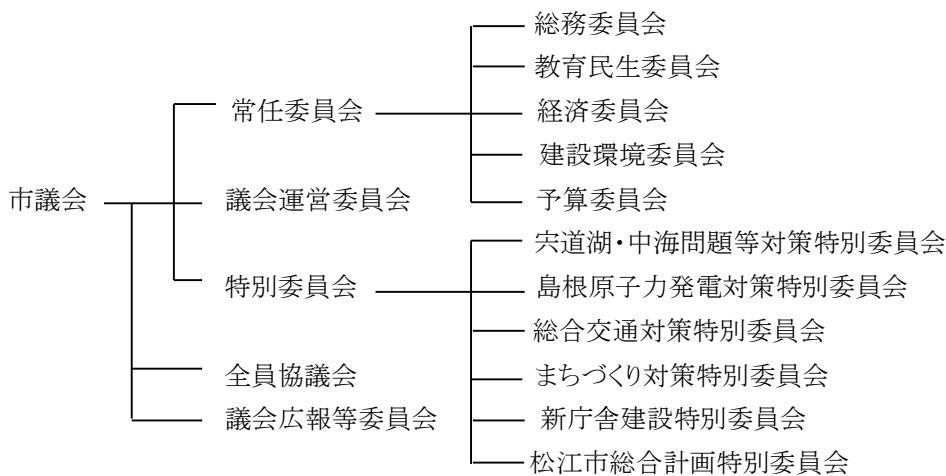 総務委員会
教育民生委員会
常任委員会
経済委員会
建設環境委員会
市議会
議会運営委員会
予算委員会
宍道湖・中海問題等対策特別委員会
特別委員会
島根原子力発電対策特別委員会
総合交通対策特別委員会
全員協議会
まちづくり対策特別委員会
議会広報等委員会
新庁舎建設特別委員会
松江市総合計画特別委員会